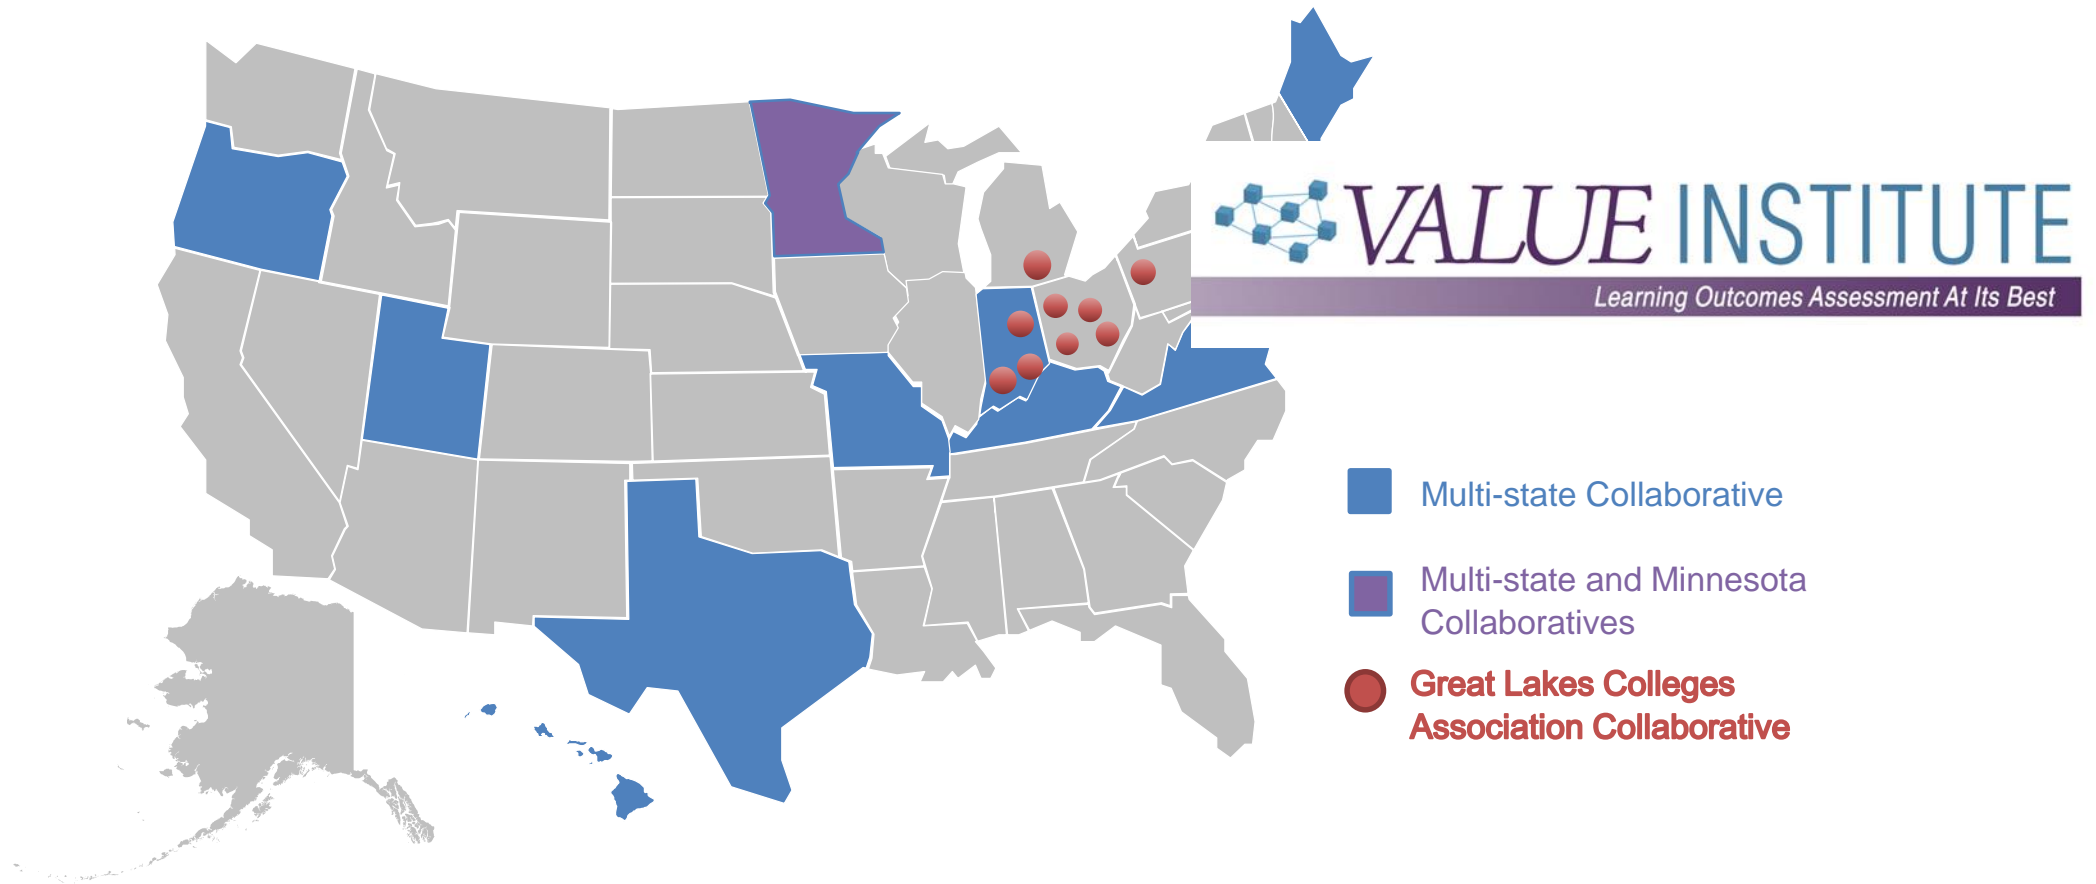 VALUE INSTITUTE
Learning Outcomes Assessment At Its Best
Multi-state Collaborative
Multi-state and Minnesota
Collaboratives
Great Lakes Colleges
Association Collaborative